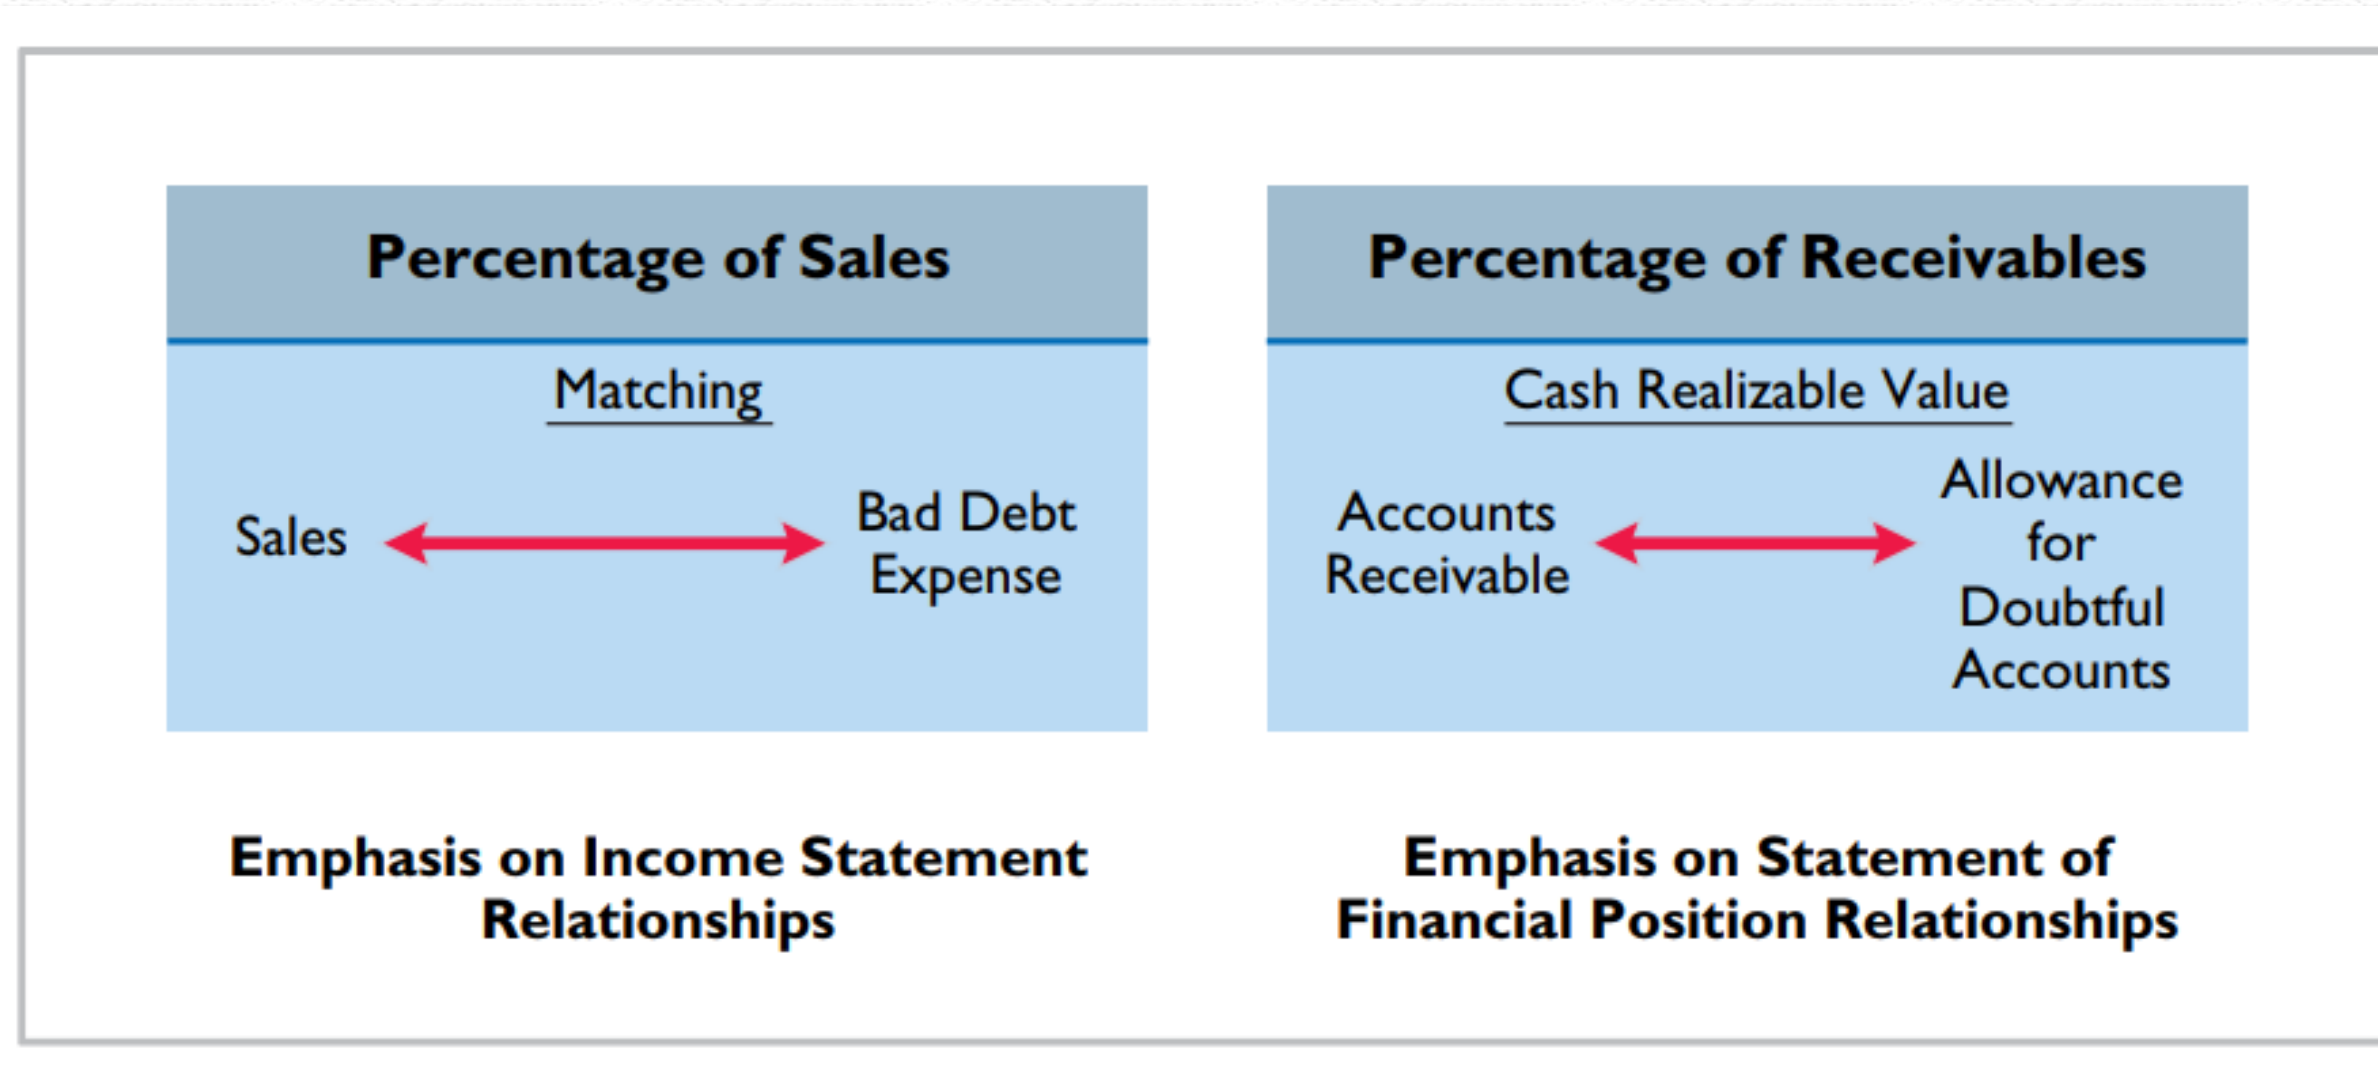 Percentage of Sales
Matching
Sales
Bad Debt
Expense
Emphasis on Income Statement
Relationships
Percentage of Receivables
Cash Realizable Value
Accounts
Receivable
Allowance
for
Doubtful
Accounts
Emphasis on Statement of
Financial Position Relationships